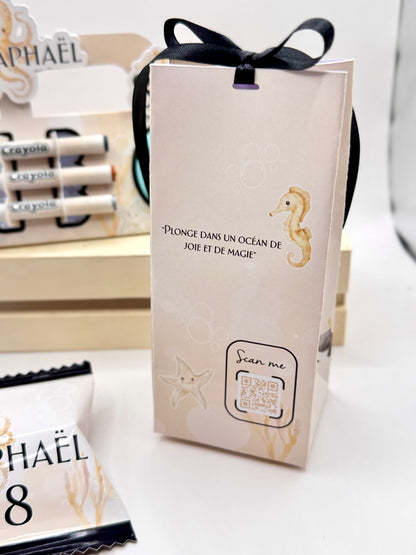 APHAËL
Crayola
Crayola
Crayola
"PLONGE DANS UN OCÉAN DE
JOIE ET DE MAGIE"
Scan me
PHAËL
8